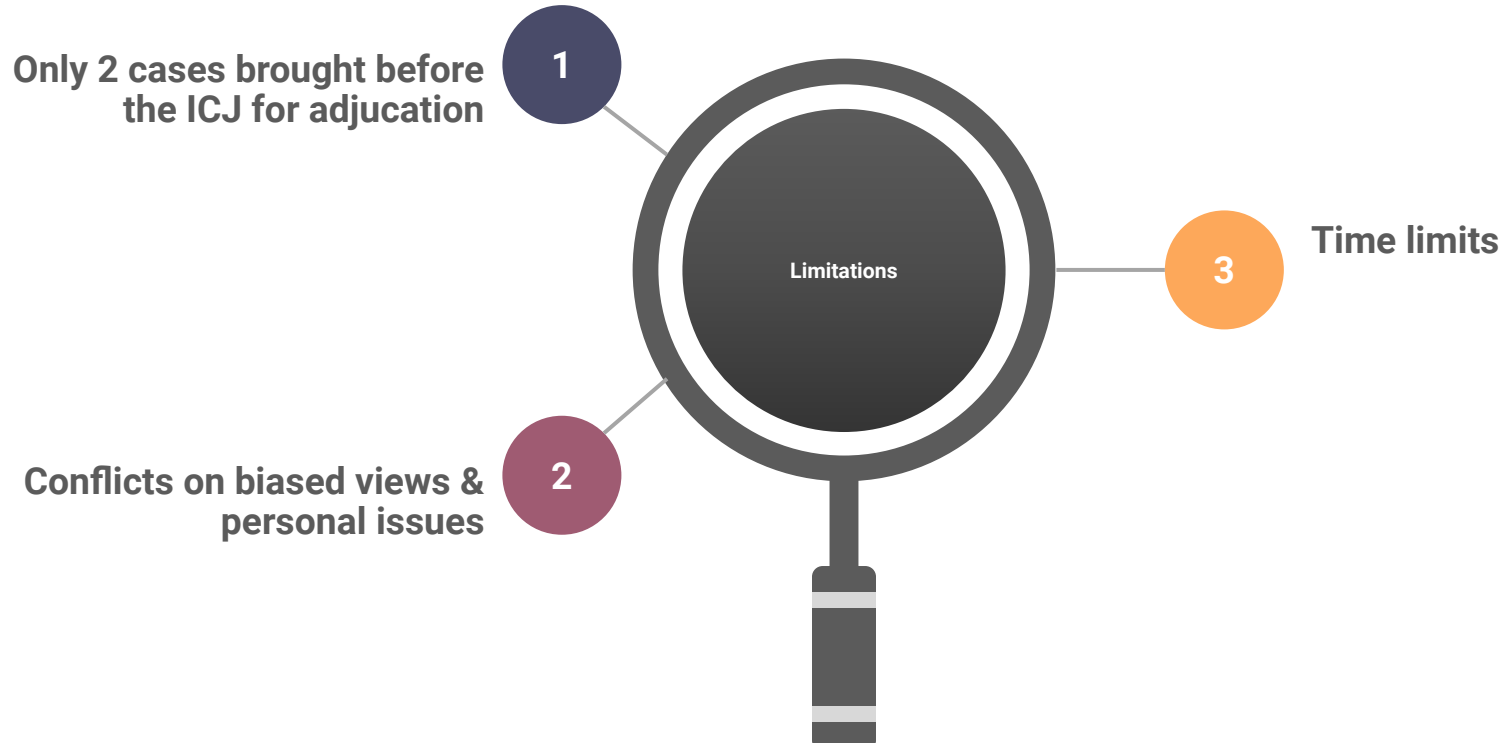 1
Only 2 cases brought before
the ICJ for adjucation
Limitations
3
Time limits
2
Conflicts on biased views &
personal issues